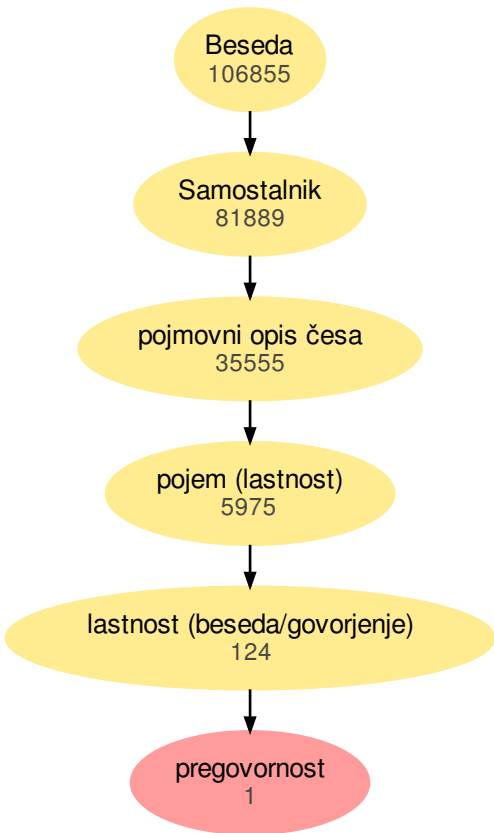 Beseda
106855
Samostalnik
81889
pojmovni opis česa
35555
pojem (lastnost)
5975
lastnost (beseda/govorjenje)
124
pregovornost
1